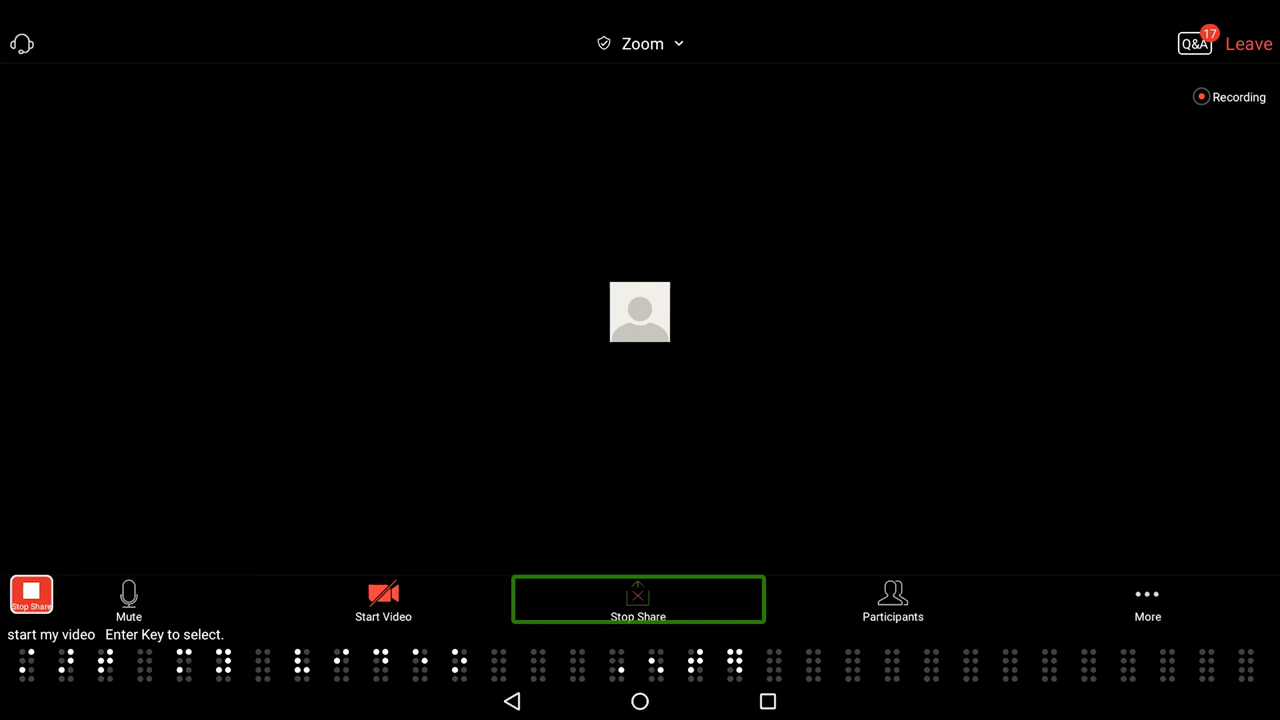 Zoom
Q&A
17
Leave
Recording
Stop Share
Mute
Start Video
Stop Share
Participants
More
start my video Enter Key to select.